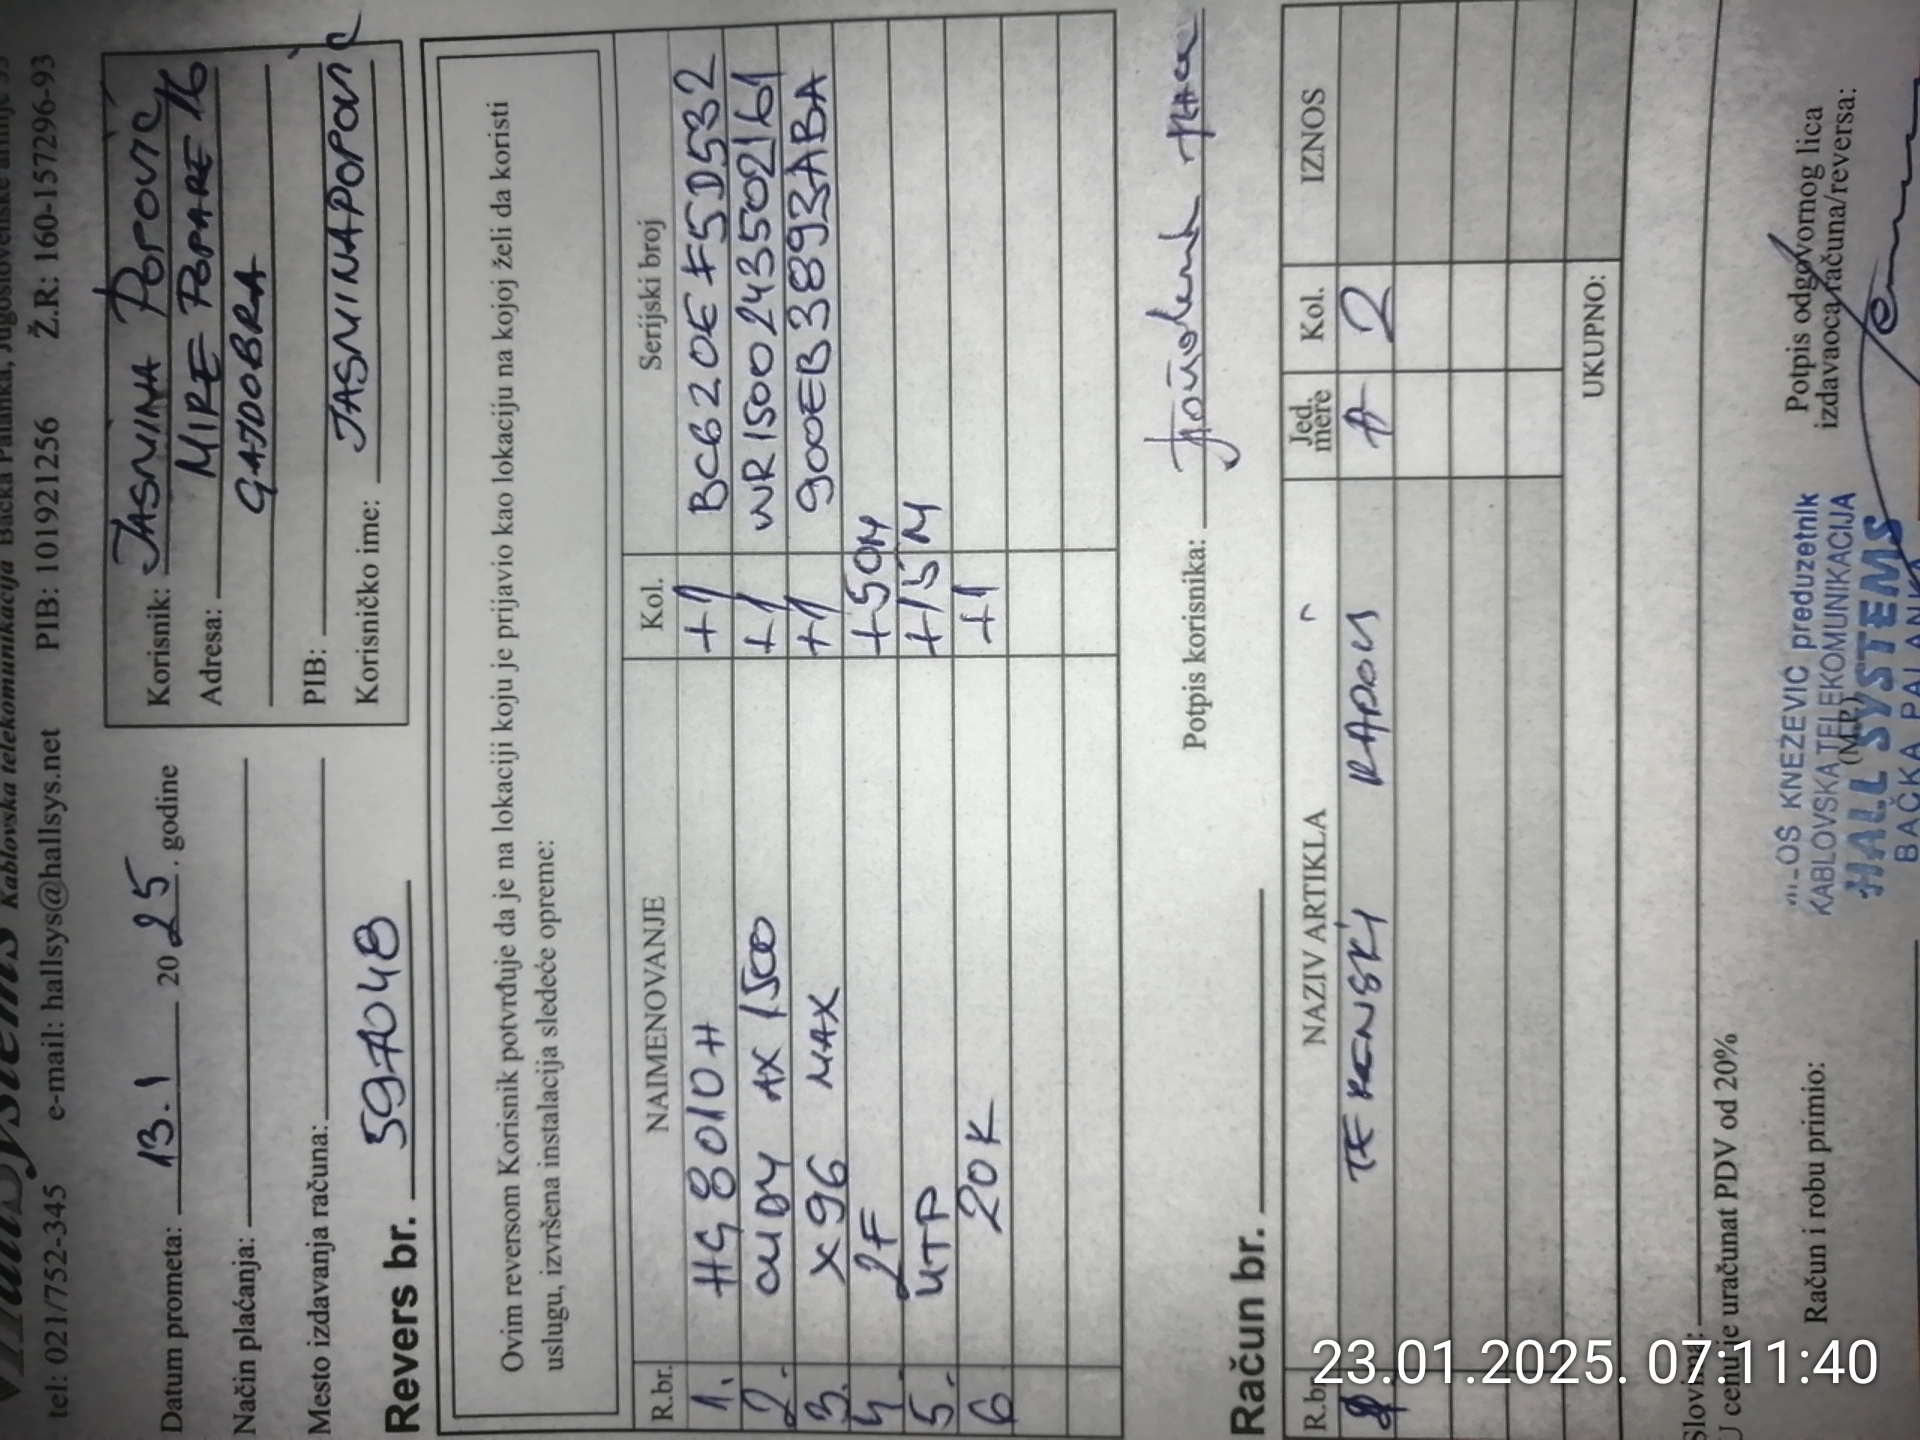 Hallsystems Kablovska telekomunikacija Bačka Palanka, Jugoslovenske armije
tel: 021/752-345 e-mail: hallsys@hallsys.net PIB: 101921256 Ž.R: 160-157296-93
Datum prometa: 13.1 20 25. godine
Način plaćanja:
Mesto izdavanja računa:
Korisnik: JASMINA POPOVIĆ
Adresa: MIRE POPARE 16
GAJDOBRA
PIB:
Korisničko ime: JASMINAPOPOVIĆ
Revers br. 597048
Ovim reversom Korisnik potvrđuje da je na lokaciji koju je prijavio kao lokaciju na kojoj želi da koristi
uslugu, izvršena instalacija sledeće opreme:
R.br. NAIMENOVANJE Kol. Serijski broj
1. HG8010H +1 BC620EF5D532
2. CUDY AX1500 +1 WR1500243502161
3. X96 MAX +1 900EB3893ABA
4. 2F +50M
5. UTP +15M
6 20K +1
Potpis korisnika:
Račun br.
R.br. NAZIV ARTIKLA Jed. mere Kol. IZNOS
RADOVI 2
UKUPNO:
Slovima:
U cenu je uračunat PDV od 20%
Račun i robu primio:
(M.P.)
Potpis odgovornog lica
izdavaoca računa/reversa:
KNEŽEVIĆ preduzetnik
KABLOVSKA TELEKOMUNIKACIJA
HALL SYSTEMS
BAČKA PALANKA
23.01.2025. 07:11:40